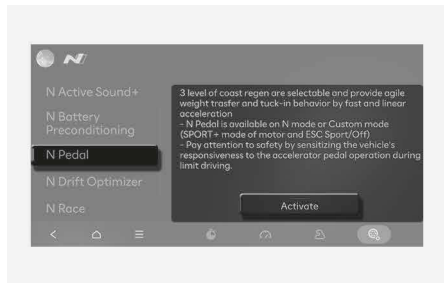 N
N Active Sound+
N Battery
Preconditioning
N Pedal
N Drift Optimizer
N Race
3 level of coast regen are selectable and provide agile
weight trasfer and tuck-in behavior by fast and linear
acceleration
- N Pedal is available on N mode or Custom mode
(SPORT+ mode of motor and ESC Sport/Off)
- Pay attention to safety by sensitizing the vehicle's
responsiveness to the accelerator pedal operation during
limit driving.
Activate